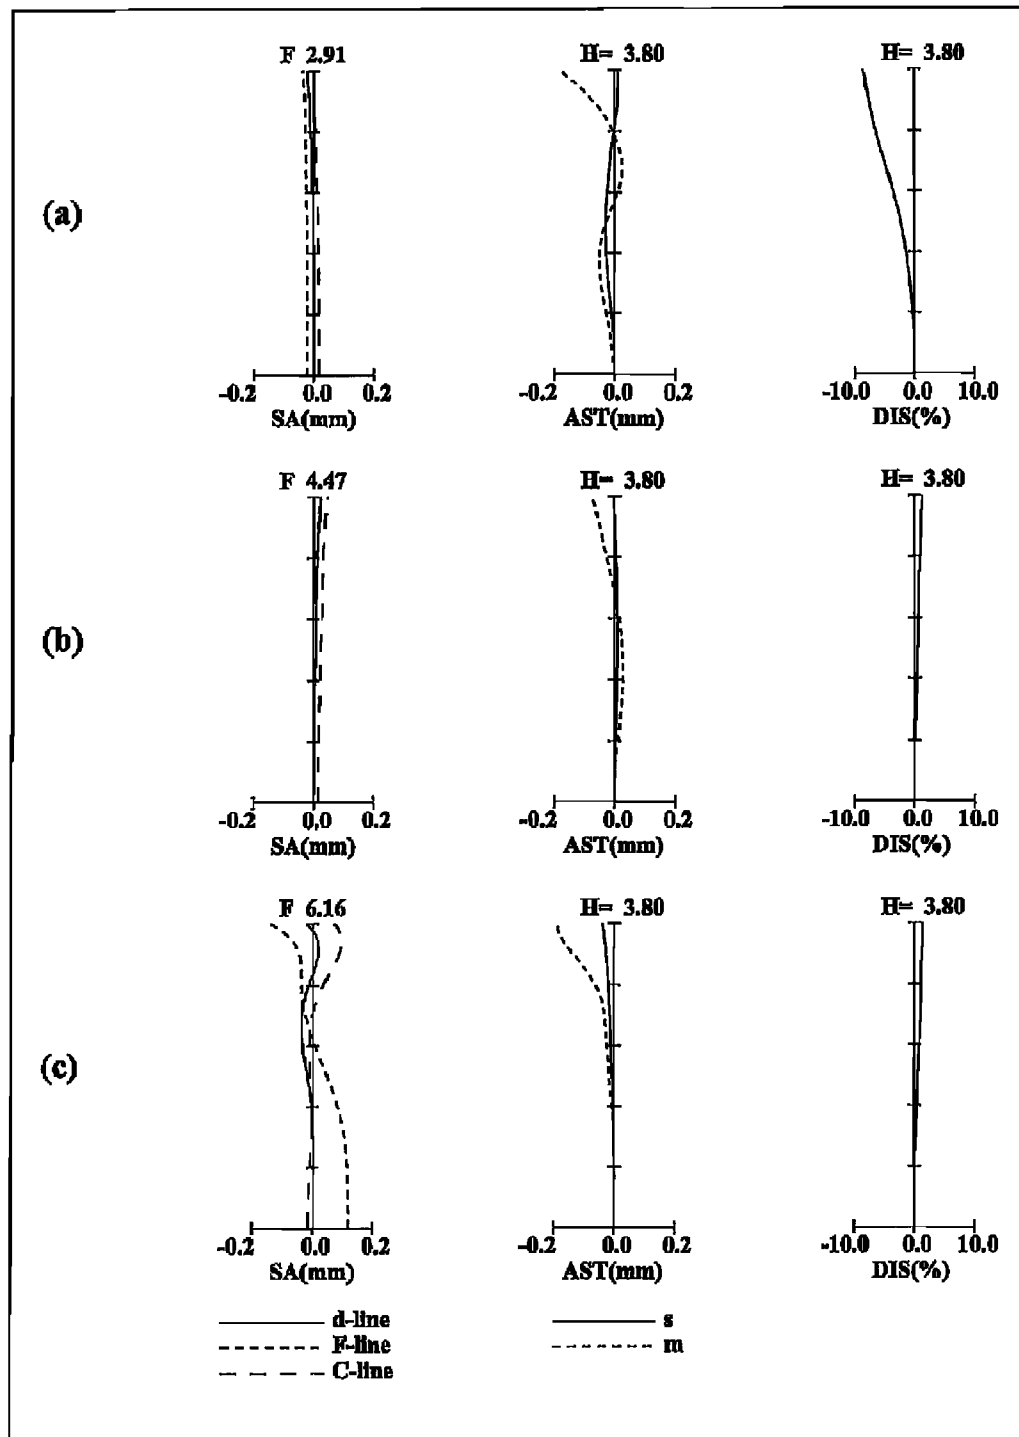 F 2.91 H= 3.80 H= 3.80
(a)
-0.2 0.0 0.2 -0.2 0.0 0.2 -10.0 0.0 10.0
SA(mm) AST(mm) DIS(%)
F 4.47 H= 3.80 H= 3.80
(b)
-0.2 0.0 0.2 -0.2 0.0 0.2 -10.0 0.0 10.0
SA(mm) AST(mm) DIS(%)
F 6.16 H= 3.80 H= 3.80
(c)
-0.2 0.0 0.2 -0.2 0.0 0.2 -10.0 0.0 10.0
SA(mm) AST(mm) DIS(%)
d-line s
F-line m
C-line